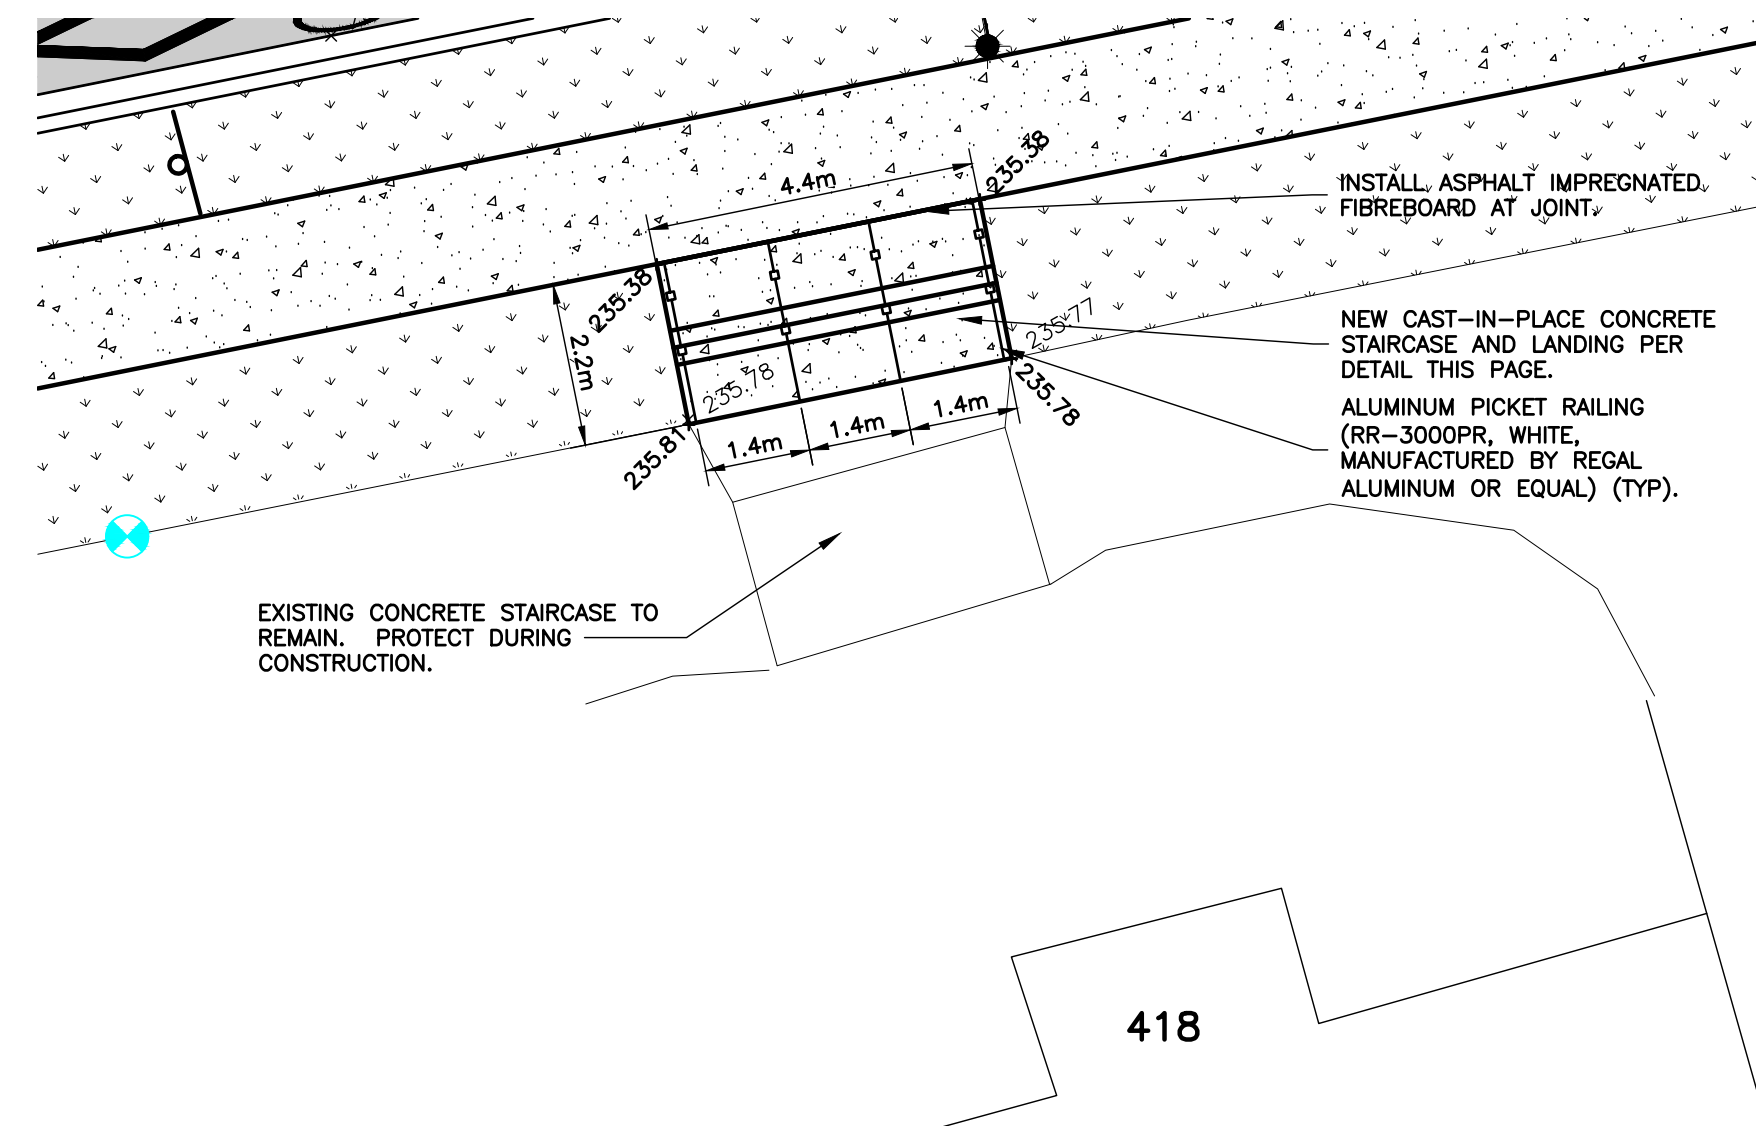 235.38
4.4m
INSTALL ASPHALT IMPREGNATED
FIBREBOARD AT JOINT.
235.38
2.2m
235.77
NEW CAST-IN-PLACE CONCRETE
STAIRCASE AND LANDING PER
DETAIL THIS PAGE.
235.78
235.78
235.81
1.4m
1.4m
1.4m
ALUMINUM PICKET RAILING
(RR-3000PR, WHITE,
MANUFACTURED BY REGAL
ALUMINUM OR EQUAL) (TYP).
EXISTING CONCRETE STAIRCASE TO
REMAIN. PROTECT DURING
CONSTRUCTION.
418